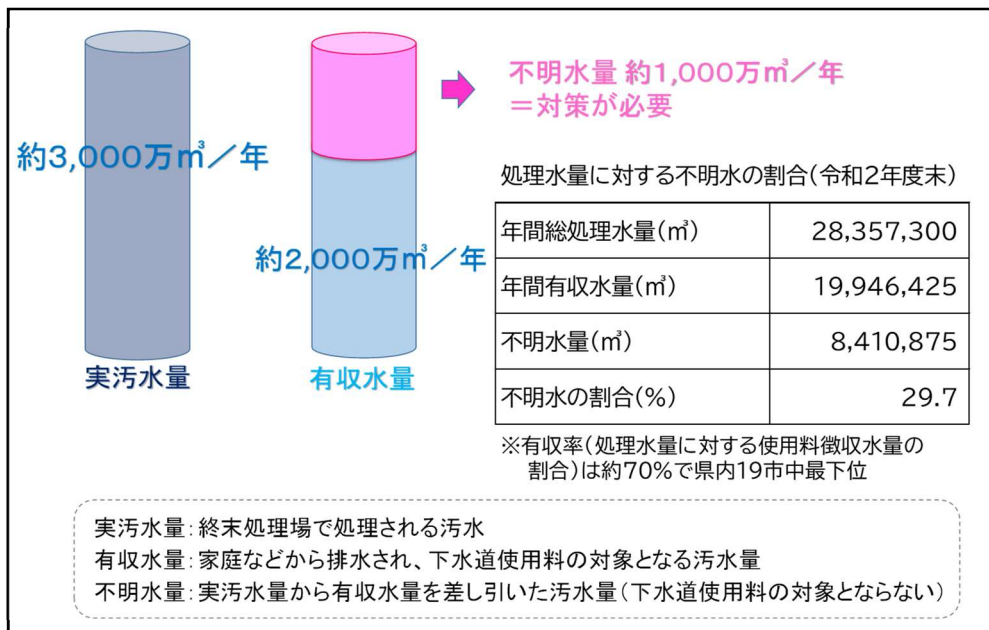 不明水量 約1,000万㎥／年
＝対策が必要
約3,000万㎥／年
約2,000万㎥／年
実汚水量
有収水量
処理水量に対する不明水の割合(令和2年度末)
年間総処理水量(㎥) 28,357,300
年間有収水量(㎥) 19,946,425
不明水量(㎥) 8,410,875
不明水の割合(%) 29.7
※有収率(処理水量に対する使用料徴収水量の
割合)は約70%で県内19市中最下位
実汚水量：終末処理場で処理される汚水
有収水量：家庭などから排水され、下水道使用料の対象となる汚水量
不明水量：実汚水量から有収水量を差し引いた汚水量(下水道使用料の対象とならない)